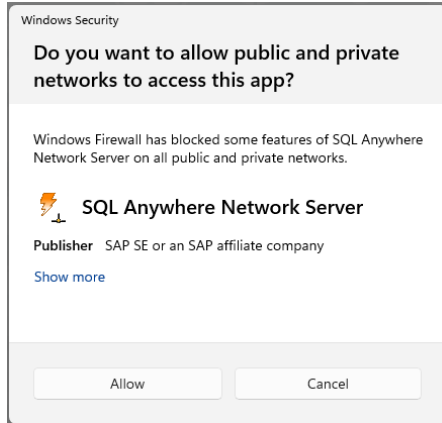 Windows Security
Do you want to allow public and private
networks to access this app?
Windows Firewall has blocked some features of SQL Anywhere
Network Server on all public and private networks.
SQL Anywhere Network Server
Publisher SAP SE or an SAP affiliate company
Show more
Allow
Cancel